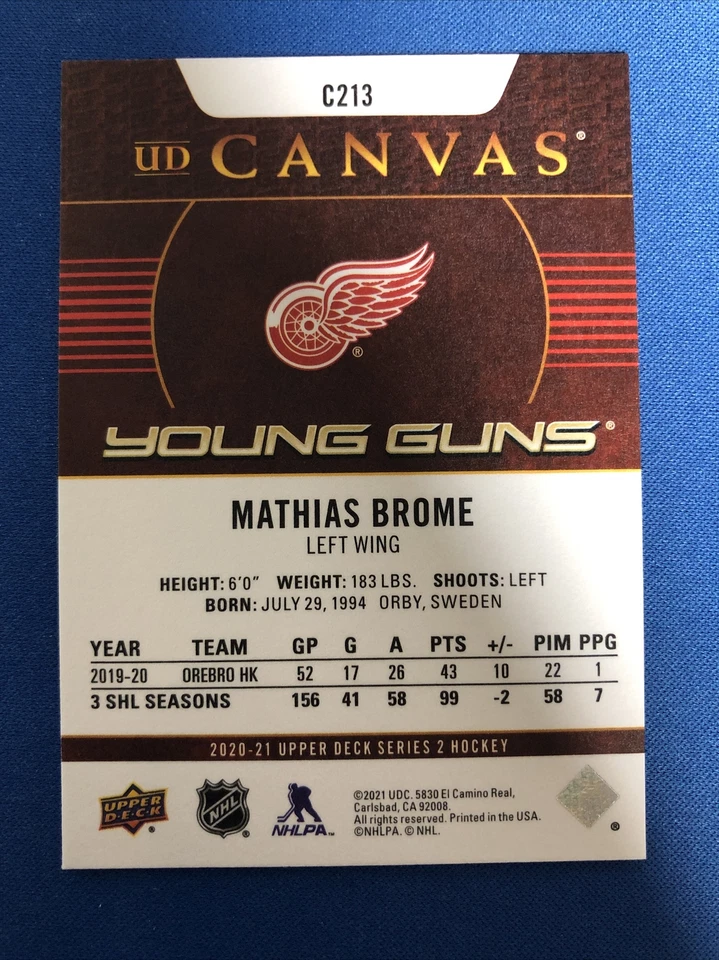 C213
UD CANVAS®
®
YOUNG GUNS®
MATHIAS BROME
LEFT WING
HEIGHT: 6'0" WEIGHT: 183 LBS. SHOOTS: LEFT
BORN: JULY 29, 1994 ORBY, SWEDEN
YEAR TEAM GP G A PTS +/- PIM PPG
2019-20 OREBRO HK 52 17 26 43 10 22 1
3 SHL SEASONS 156 41 58 99 -2 58 7
2020-21 UPPER DECK SERIES 2 HOCKEY
UPPER
D·E·C·K
®
NHL
®
NHLPA™
©2021 UDC. 5830 El Camino Real,
Carlsbad, CA 92008.
All rights reserved. Printed in the USA.
©NHLPA. © NHL.
®